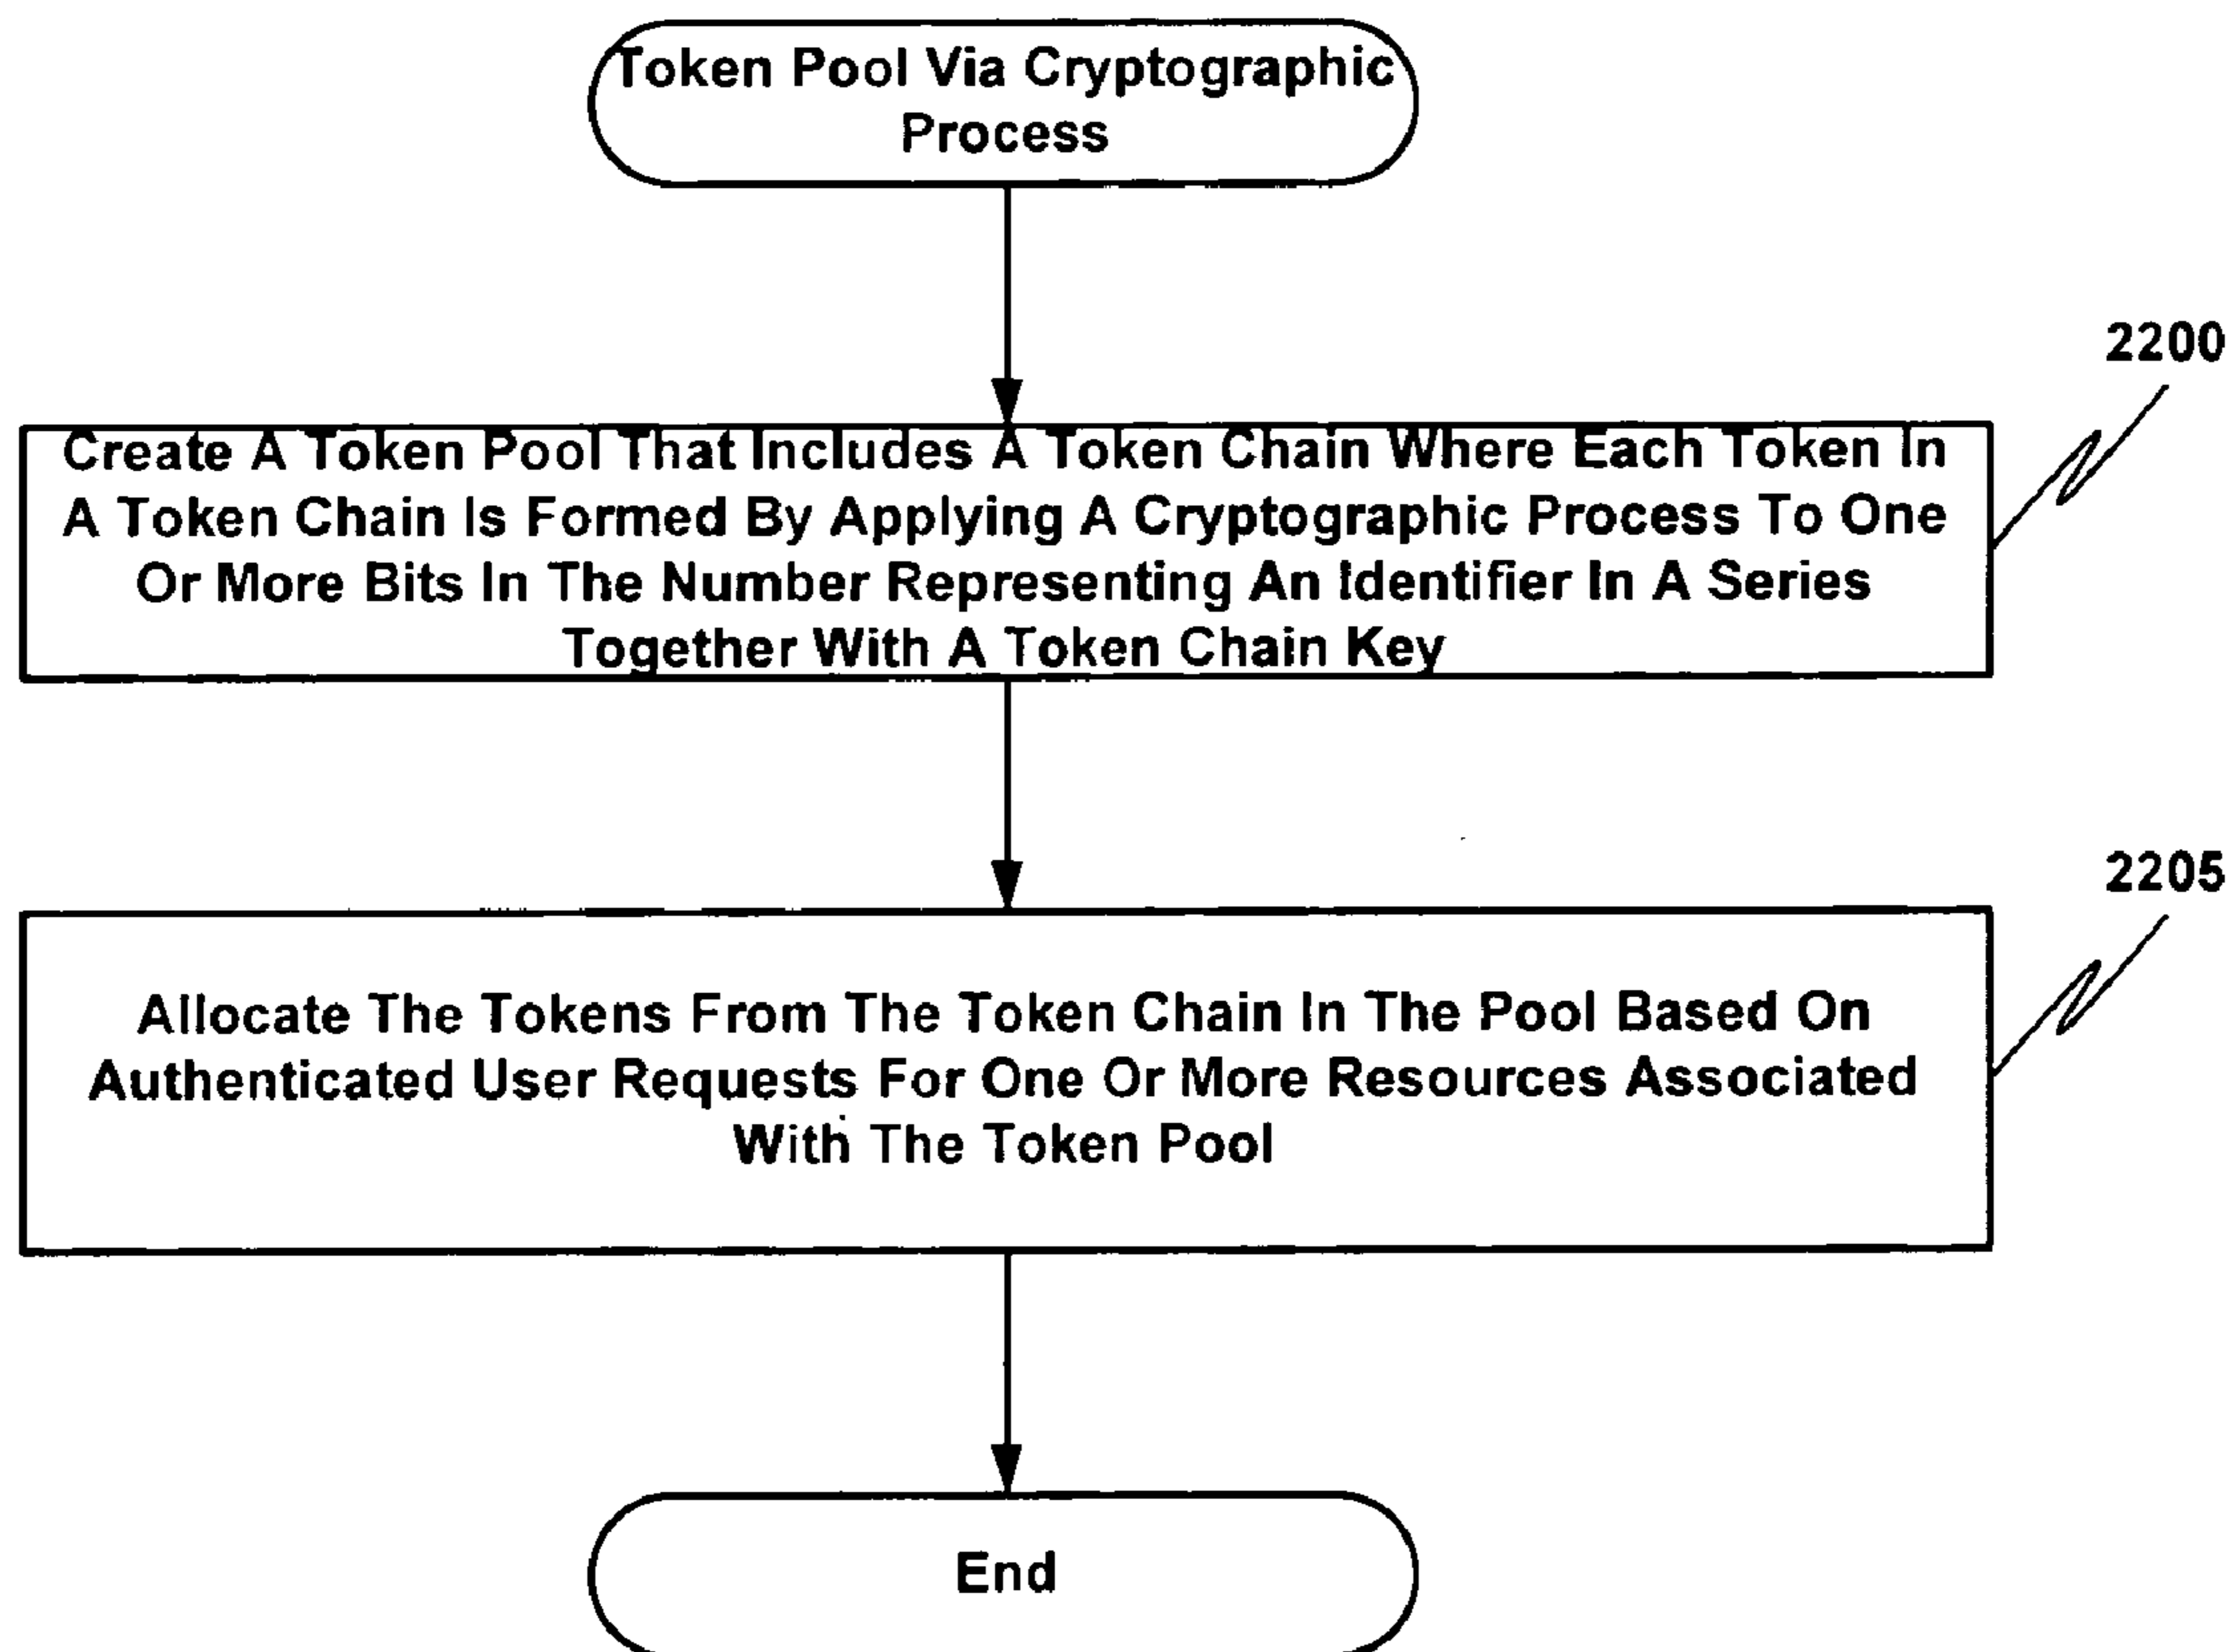 Token Pool Via Cryptographic
Process
2200
Create A Token Pool That Includes A Token Chain Where Each Token In
A Token Chain Is Formed By Applying A Cryptographic Process To One
Or More Bits In The Number Representing An Identifier In A Series
Together With A Token Chain Key
2205
Allocate The Tokens From The Token Chain In The Pool Based On
Authenticated User Requests For One Or More Resources Associated
With The Token Pool
End